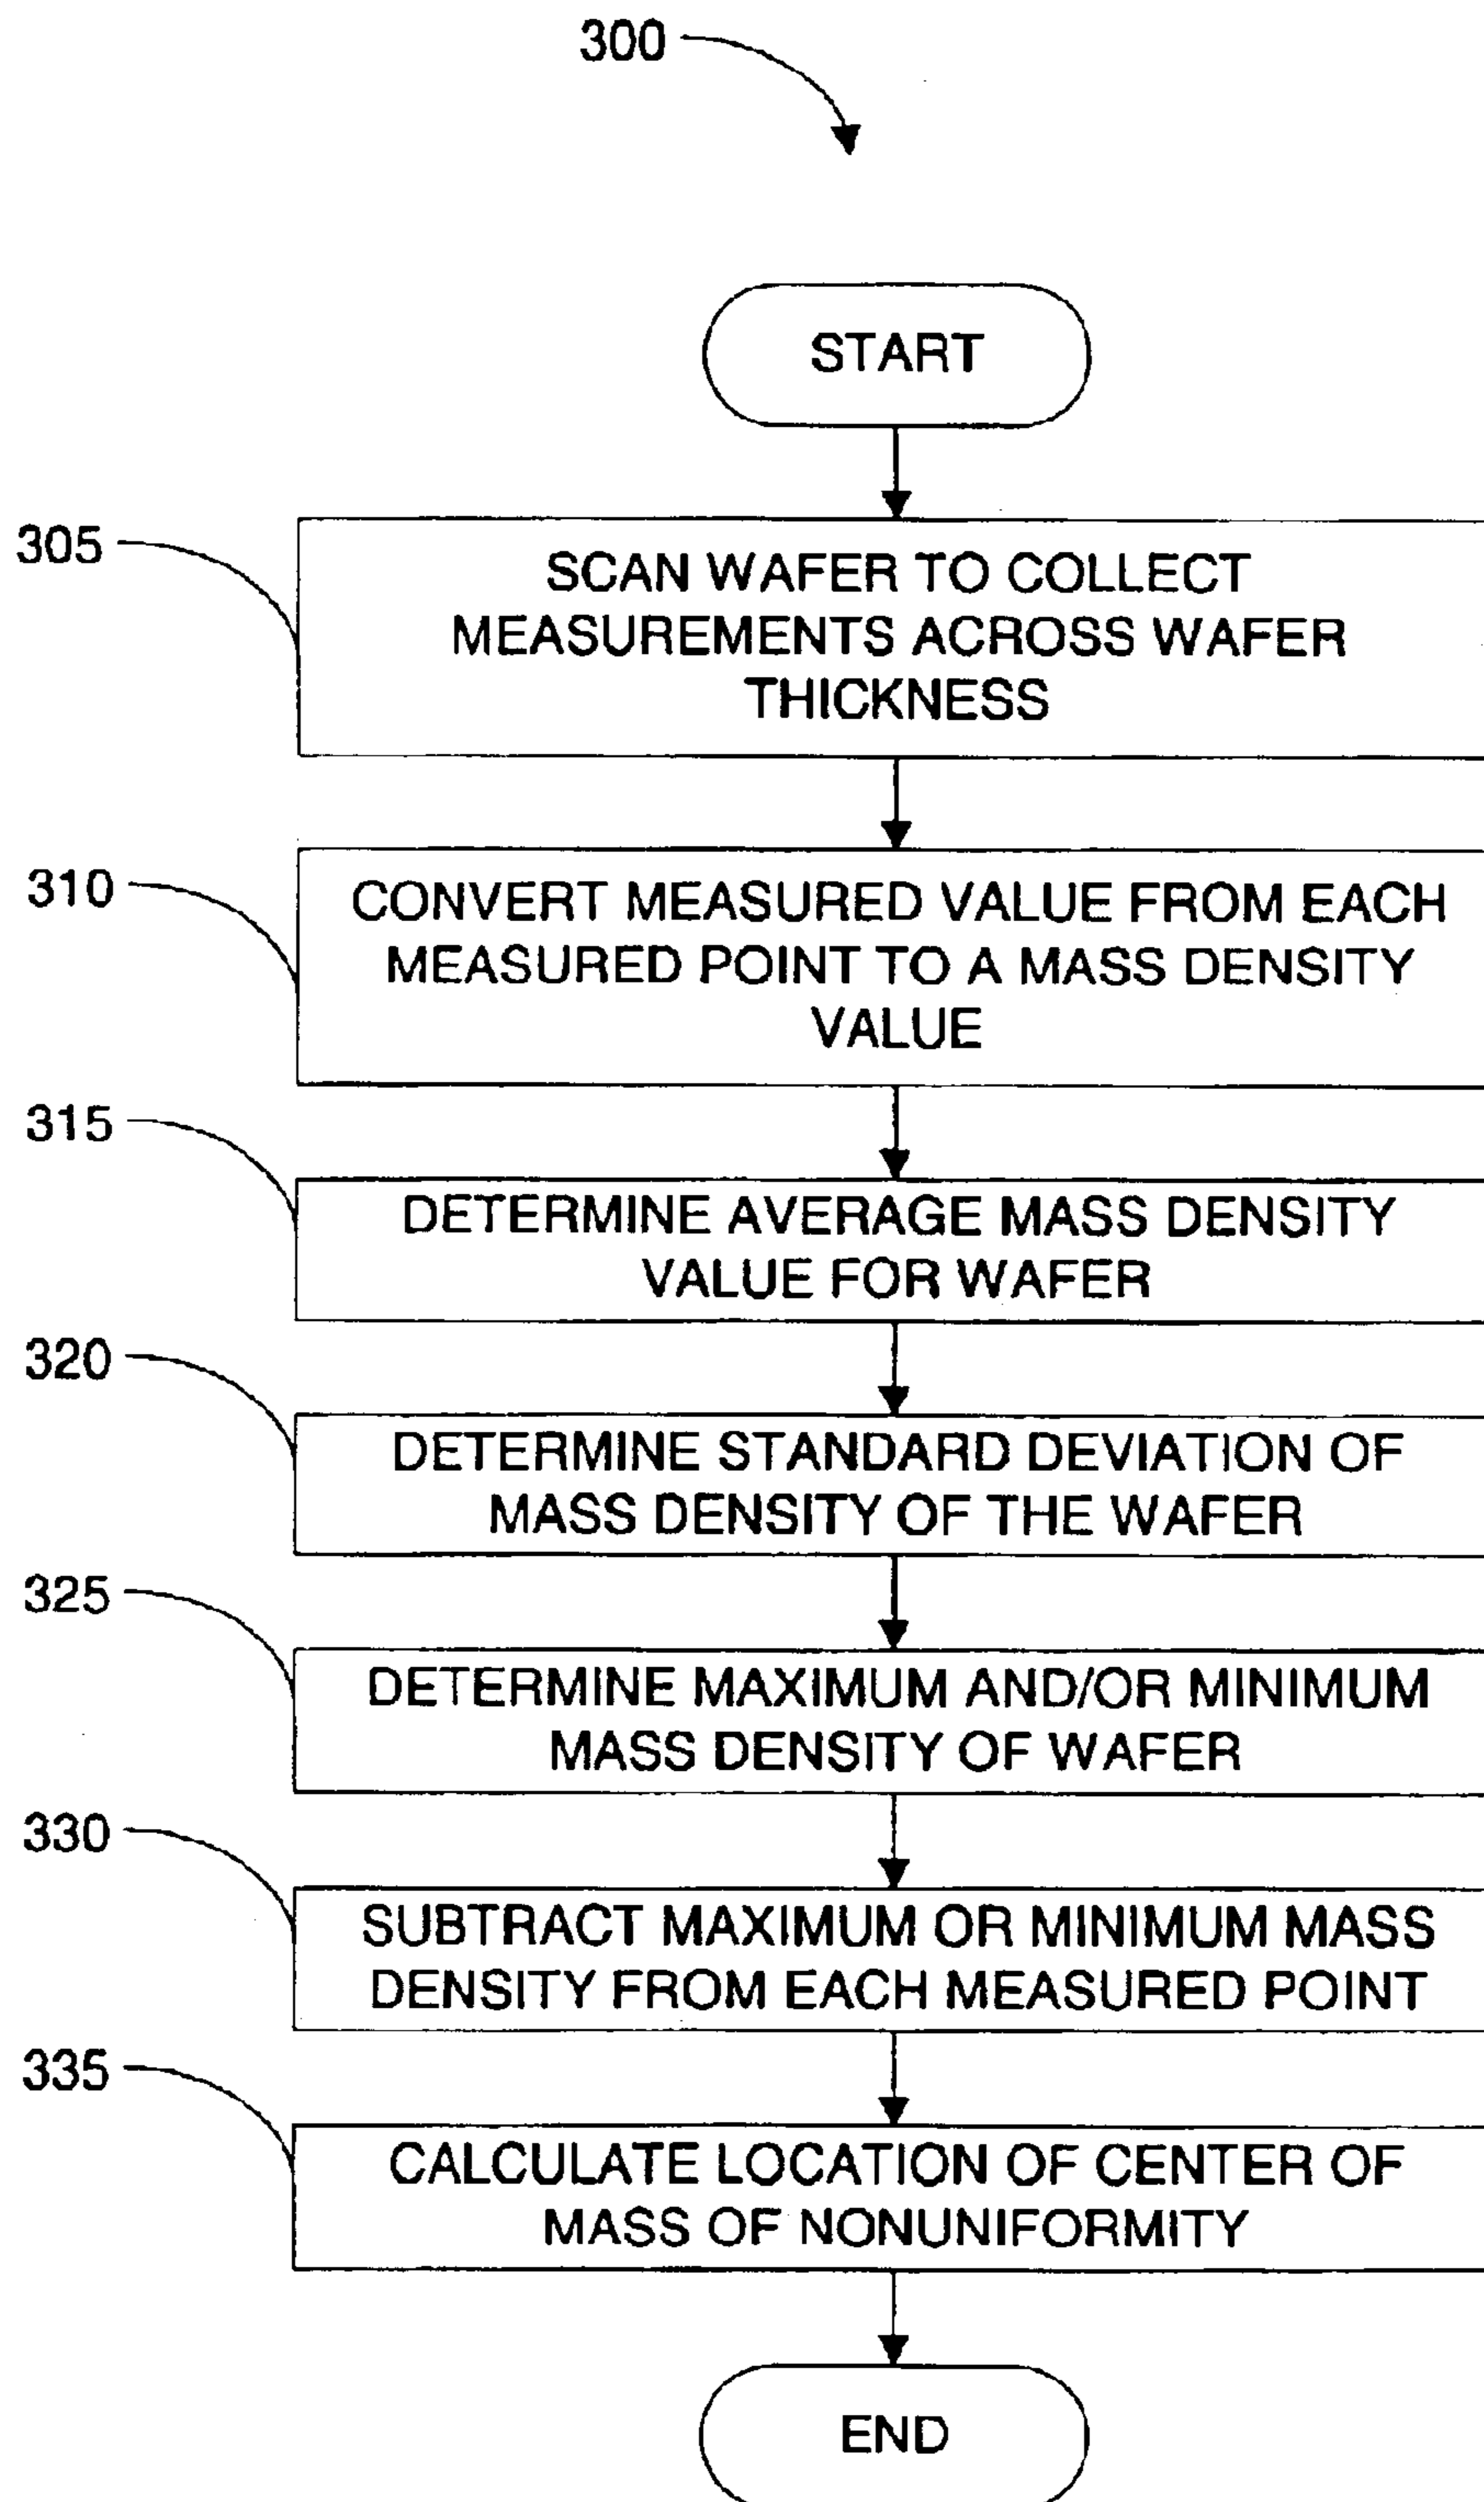 300
START
305
SCAN WAFER TO COLLECT
MEASUREMENTS ACROSS WAFER
THICKNESS
310
CONVERT MEASURED VALUE FROM EACH
MEASURED POINT TO A MASS DENSITY
VALUE
315
DETERMINE AVERAGE MASS DENSITY
VALUE FOR WAFER
320
DETERMINE STANDARD DEVIATION OF
MASS DENSITY OF THE WAFER
325
DETERMINE MAXIMUM AND/OR MINIMUM
MASS DENSITY OF WAFER
330
SUBTRACT MAXIMUM OR MINIMUM MASS
DENSITY FROM EACH MEASURED POINT
335
CALCULATE LOCATION OF CENTER OF
MASS OF NONUNIFORMITY
END